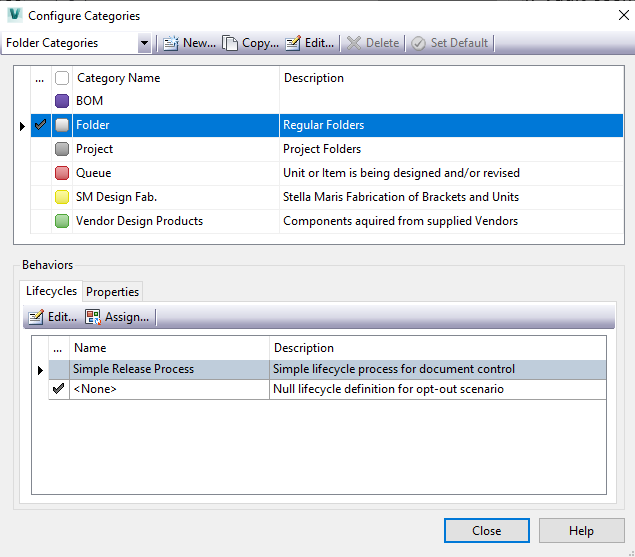 Configure Categories
Folder Categories New... Copy... Edit... Delete Set Default
... Category Name Description
BOM
Folder Regular Folders
Project Project Folders
Queue Unit or Item is being designed and/or revised
SM Design Fab. Stella Maris Fabrication of Brackets and Units
Vendor Design Products Components aquired from supplied Vendors
Behaviors
Lifecycles Properties
Edit... Assign...
... Name Description
Simple Release Process Simple lifecycle process for document control
<None> Null lifecycle definition for opt-out scenario
Close Help